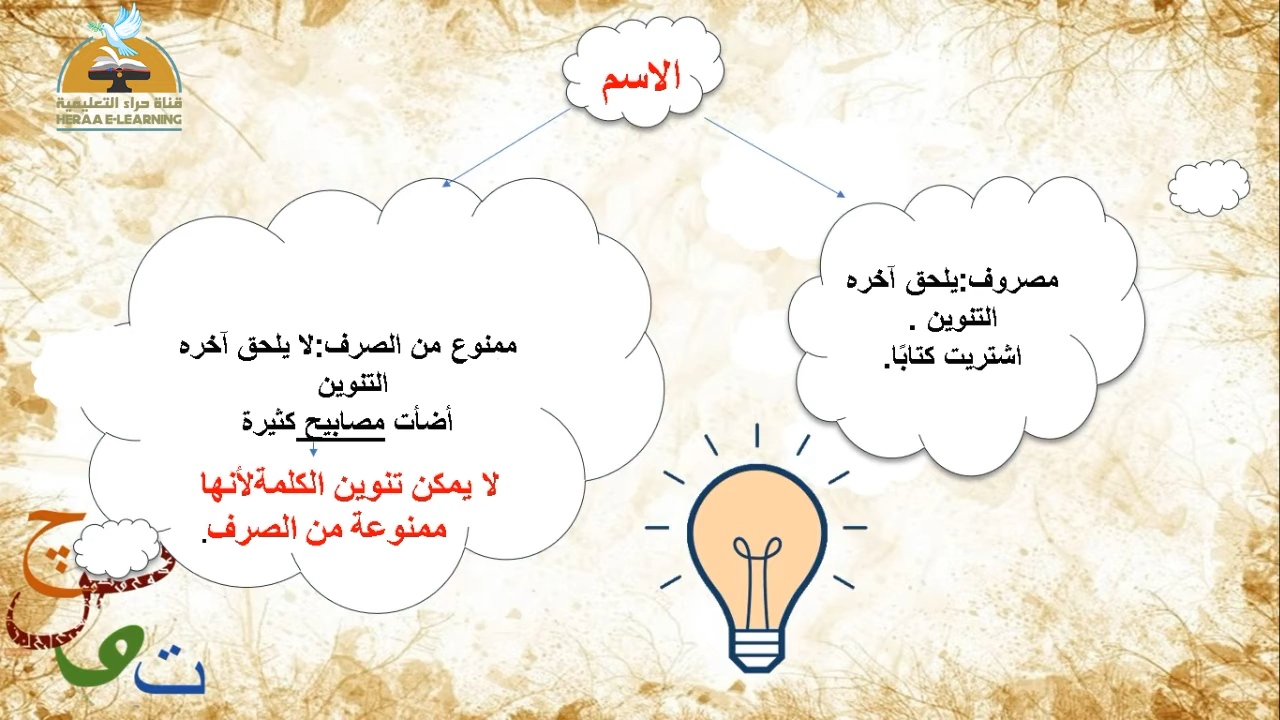 قناة حراء التعليمية
HERAA E-LEARNING
الاسم
مصروف:يلحق آخره
التنوين .
اشتريت كتابًا.
ممنوع من الصرف:لا يلحق آخره
التنوين
أضأت مصابيح كثيرة
لا يمكن تنوين الكلمةلأنها
ممنوعة من الصرف.